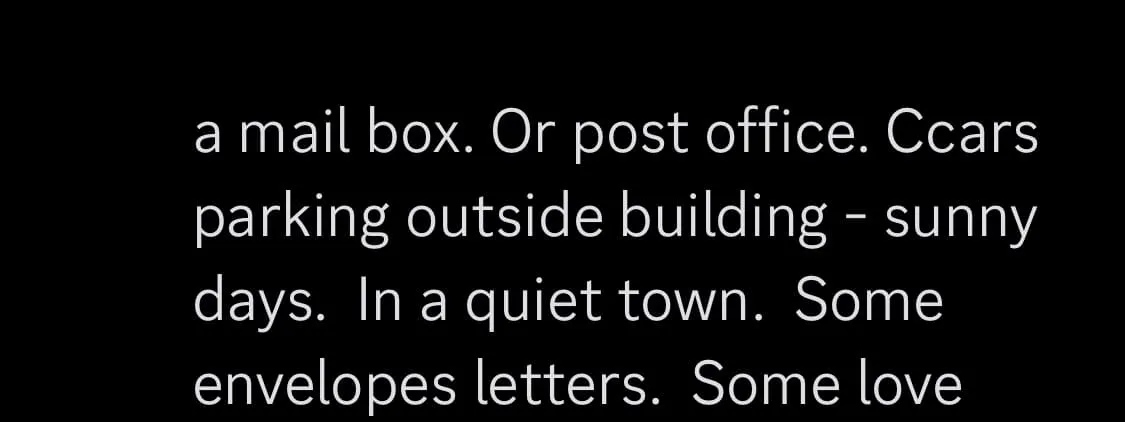 a mail box. Or post office. Ccars
parking outside building - sunny
days.  In a quiet town.  Some
envelopes letters.  Some love